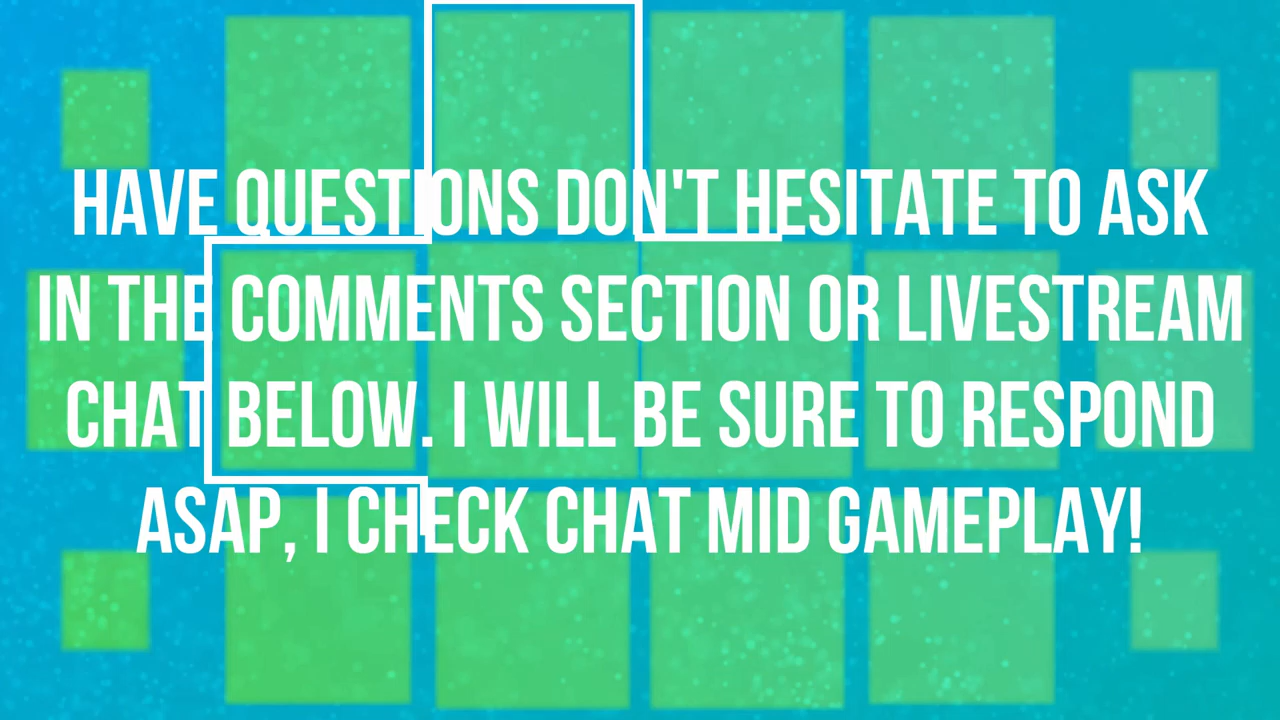 HAVE QUESTIONS DON'T HESITATE TO ASK
IN THE COMMENTS SECTION OR LIVESTREAM
CHAT BELOW. I WILL BE SURE TO RESPOND
ASAP, I CHECK CHAT MID GAMEPLAY!